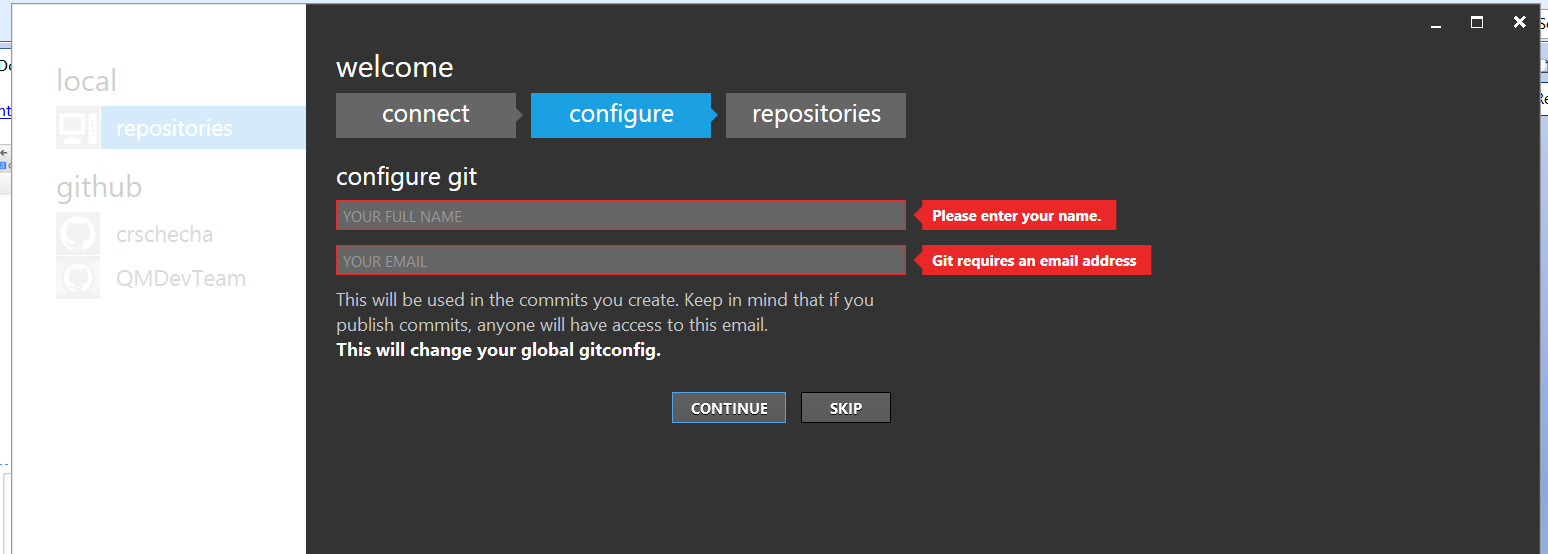 local
repositories
github
crschecha
QMDevTeam
welcome
connect
configure
repositories
configure git
YOUR FULL NAME
Please enter your name.
YOUR EMAIL
Git requires an email address
This will be used in the commits you create. Keep in mind that if you
publish commits, anyone will have access to this email.
This will change your global gitconfig.
CONTINUE
SKIP